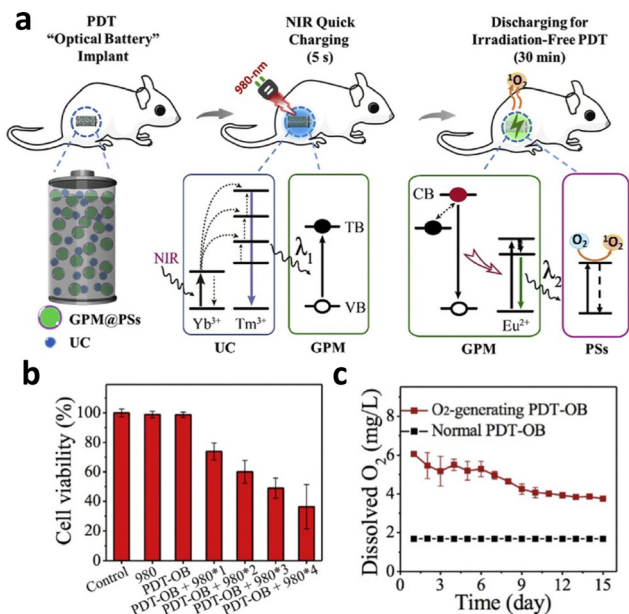 a
PDT
“Optical Battery”
Implant
NIR Quick
Charging
(5 s)
Discharging for
Irradiation-Free PDT
(30 min)
980-nm
¹O₂
GPM@PSs
UC
NIR
Yb³⁺
Tm³⁺
UC
λ₁
TB
VB
GPM
CB
Eu²⁺
GPM
λ₂
O₂
¹O₂
PSs
b
Cell viability (%)
120
100
80
60
40
20
0
Control
980
PDT-OB
PDT-OB + 980*1
PDT-OB + 980*2
PDT-OB + 980*3
PDT-OB + 980*4
c
Dissolved O₂ (mg/L)
8
6
4
2
0
O₂-generating PDT-OB
Normal PDT-OB
0 3 6 9 12 15
Time (day)